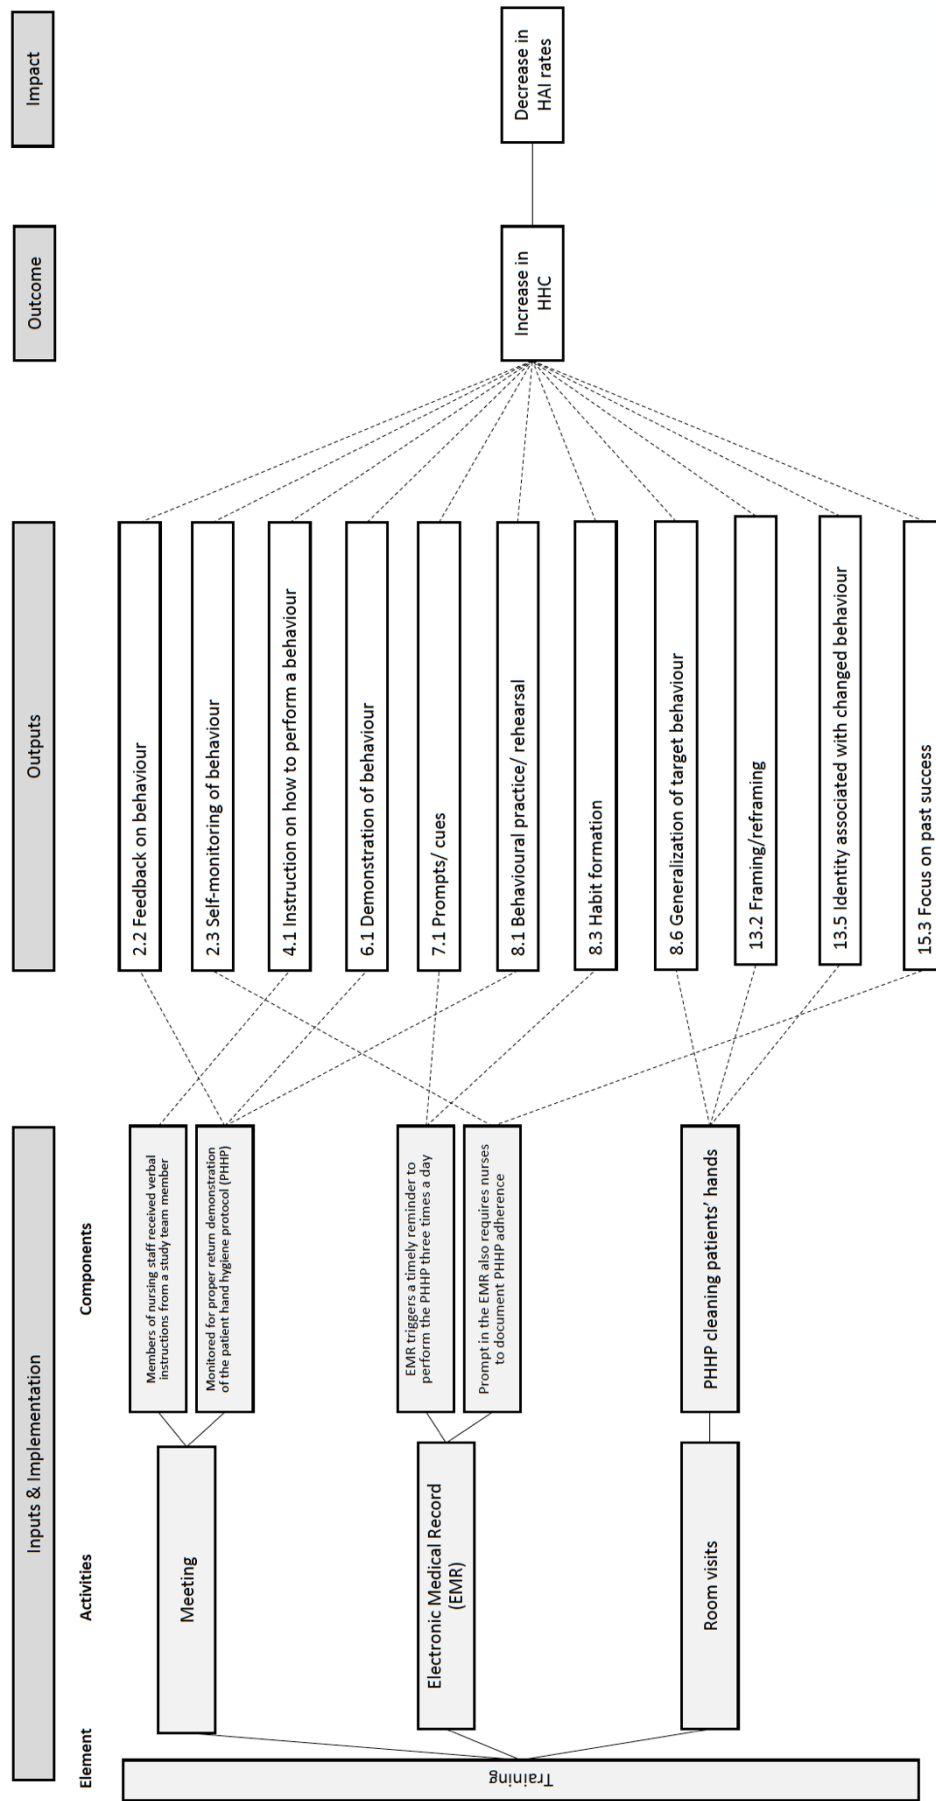 Inputs & Implementation
Outputs
Outcome
Impact
Element
Activities
Components
Training
Meeting
Members of nursing staff received verbal
instructions from a study team member
Monitored for proper return demonstration
of the patient hand hygiene protocol (PHHP)
Electronic Medical Record
(EMR)
EMR triggers a timely reminder to
perform the PHHP three times a day
Prompt in the EMR also requires nurses
to document PHHP adherence
Room visits
PHHP cleaning patients' hands
2.2 Feedback on behaviour
2.3 Self-monitoring of behaviour
4.1 Instruction on how to perform a behaviour
6.1 Demonstration of behaviour
7.1 Prompts/ cues
8.1 Behavioural practice/ rehearsal
8.3 Habit formation
8.6 Generalization of target behaviour
13.2 Framing/reframing
13.5 Identity associated with changed behaviour
15.3 Focus on past success
Increase in
HHC
Decrease in
HAI rates